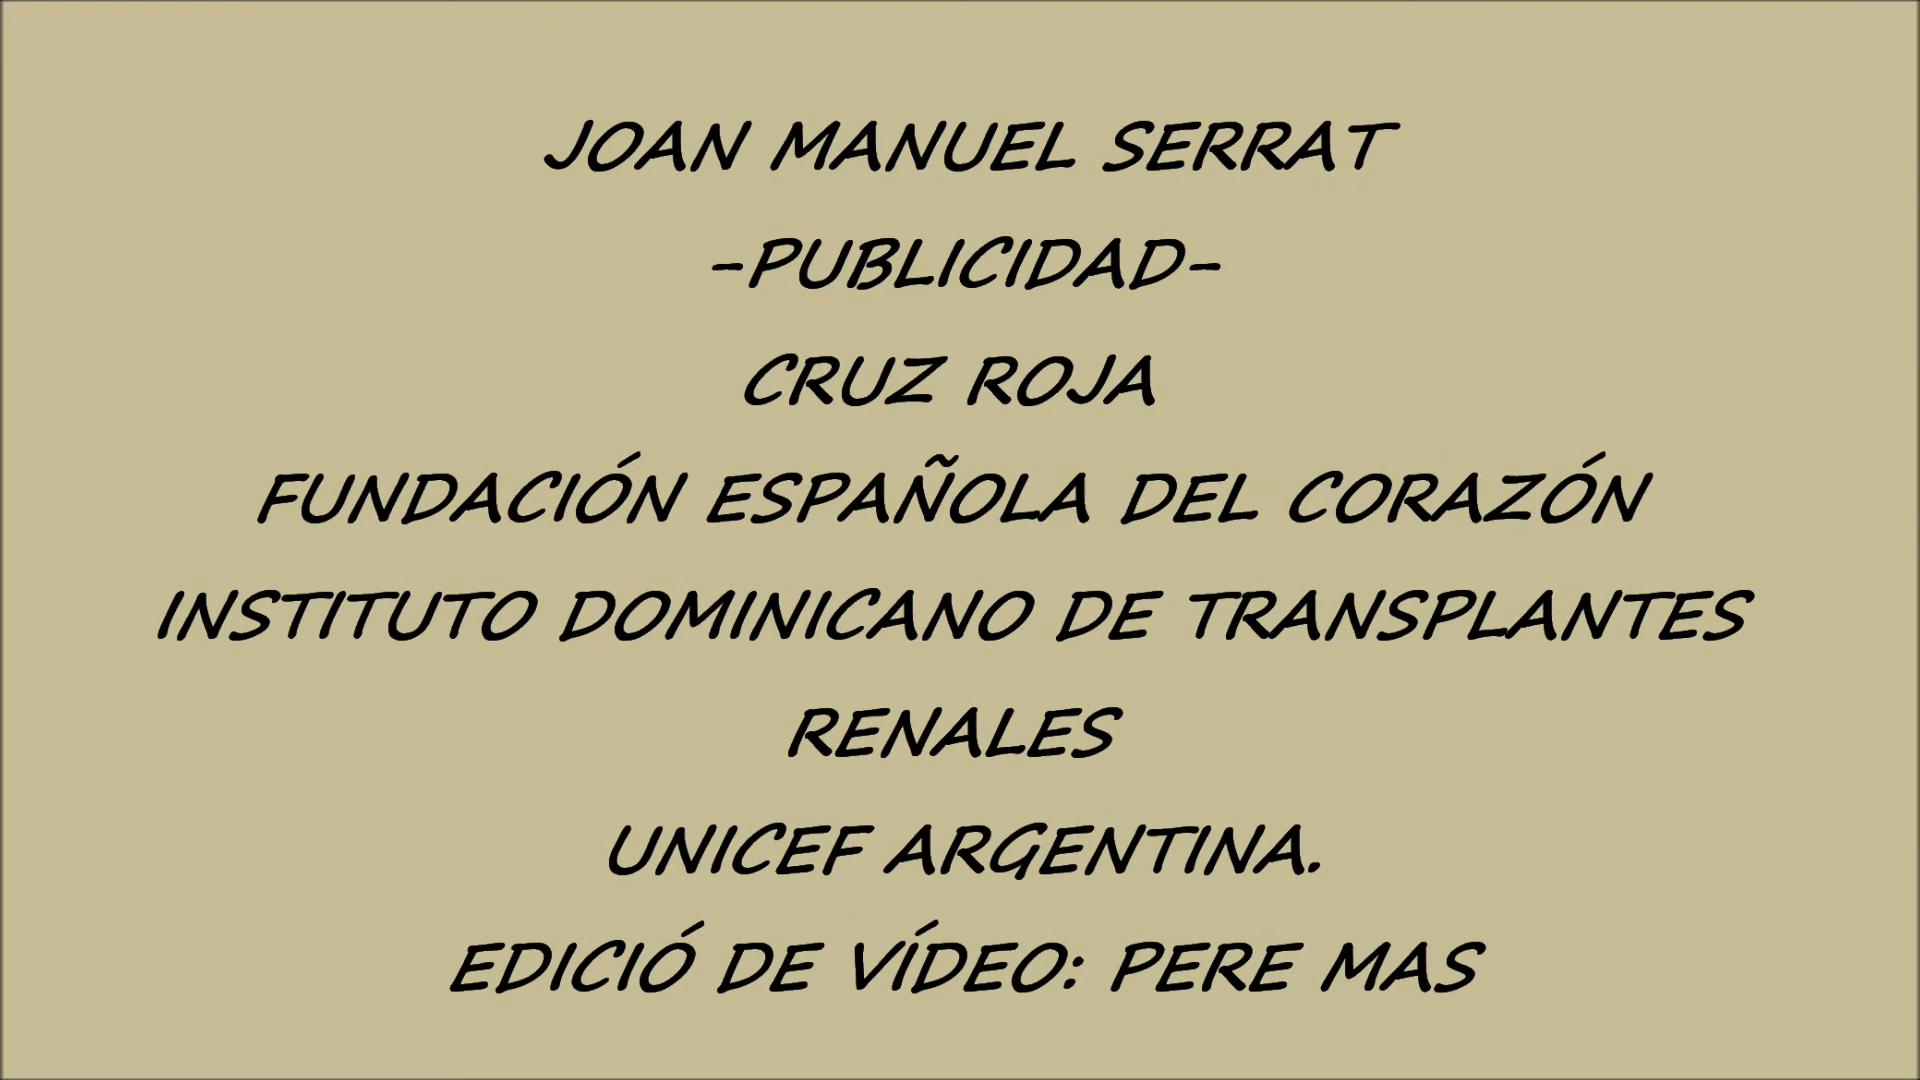 JOAN MANUEL SERRAT
-PUBLICIDAD-
CRUZ ROJA
FUNDACIÓN ESPAÑOLA DEL CORAZÓN
INSTITUTO DOMINICANO DE TRANSPLANTES
RENALES
UNICEF ARGENTINA.
EDICIÓ DE VÍDEO: PERE MAS